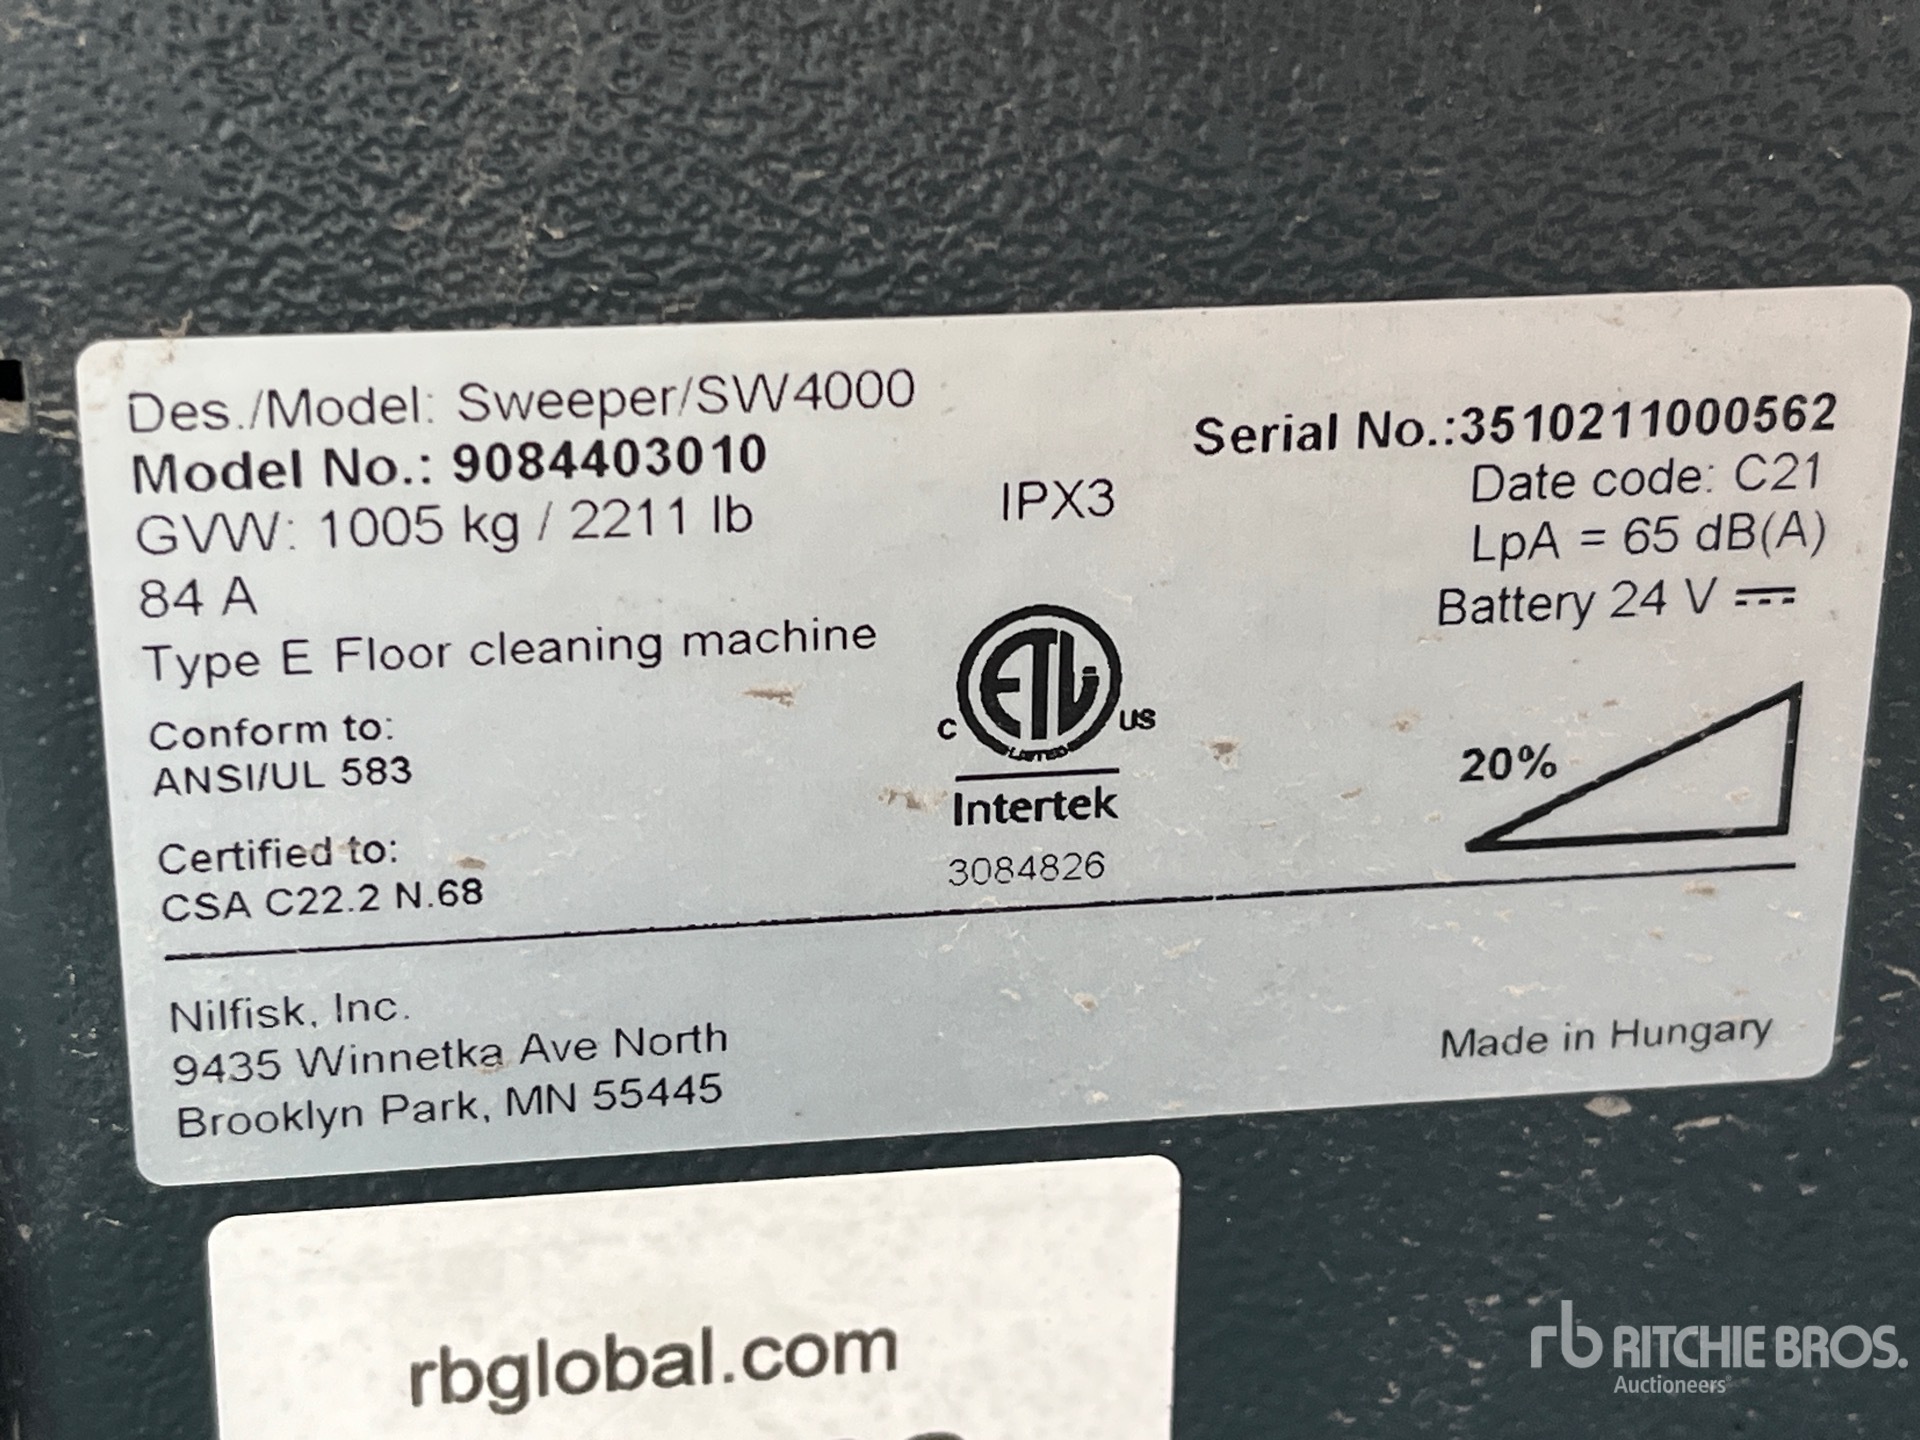 Des./Model: Sweeper/SW4000
Model No.: 9084403010
GVW: 1005 kg / 2211 lb
84 A
Type E Floor cleaning machine
Conform to:
ANSI/UL 583
Certified to:
CSA C22.2 N.68
IPX3
C ETL US
LISTED
Intertek
3084826
Serial No.:3510211000562
Date code: C21
LpA = 65 dB(A)
Battery 24 V
20%
Nilfisk, Inc.
9435 Winnetka Ave North
Brooklyn Park, MN 55445
Made in Hungary
rbglobal.com
rb RITCHIE BROS.
Auctioneers